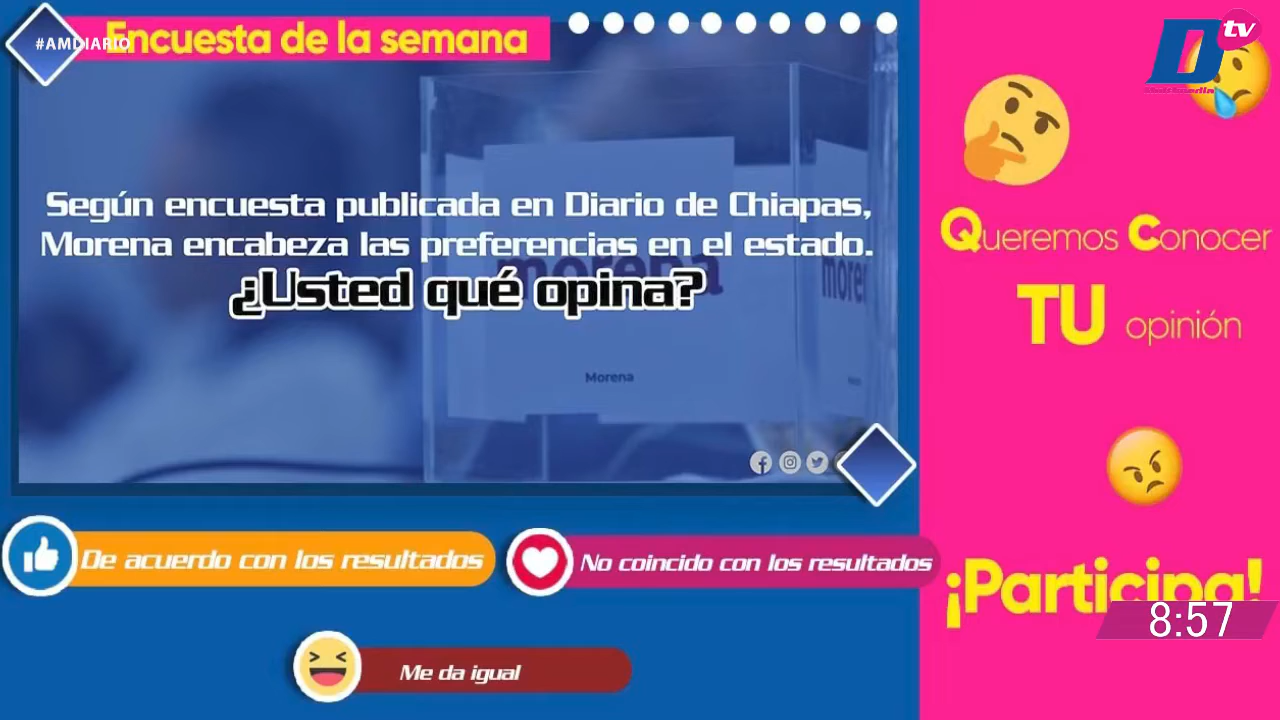 #AMDIARIO
Encuesta de la semana
tv
Multimedia
Según encuesta publicada en Diario de Chiapas,
Morena encabeza las preferencias en el estado.
¿Usted qué opina?
morena
Morena
Queremos Conocer
TU opinión
De acuerdo con los resultados
No coincido con los resultados
¡Participa!
8:57
Me da igual